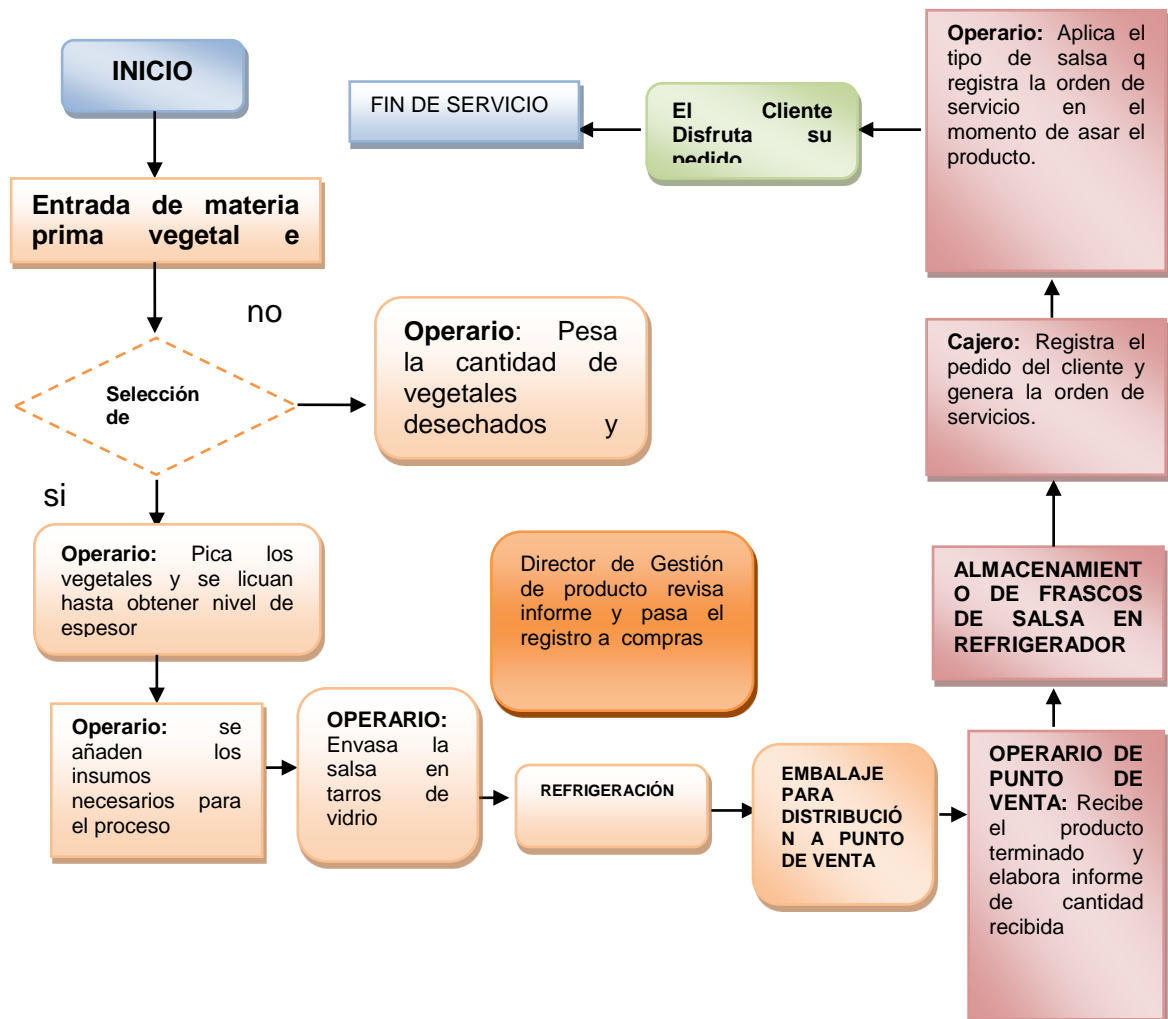 INICIO
Entrada de materia
prima vegetal e
no
Selección
de
Operario: Pesa
la cantidad de
vegetales
desechados y
si
Operario: Pica los
vegetales y se licuan
hasta obtener nivel de
espesor
Operario: se
añaden los
insumos
necesarios para
el proceso
OPERARIO:
Envasa la
salsa en
tarros de
vidrio
Director de Gestión
de producto revisa
informe y pasa el
registro a compras
REFRIGERACIÓN
EMBALAJE
PARA
DISTRIBUCIÓ
N A PUNTO
DE VENTA
OPERARIO DE
PUNTO DE
VENTA: Recibe
el producto
terminado y
elabora informe
de cantidad
recibida
ALMACENAMIENT
O DE FRASCOS
DE SALSA EN
REFRIGERADOR
Cajero: Registra el
pedido del cliente y
genera la orden de
servicios.
Operario: Aplica el
tipo de salsa q
registra la orden de
servicio en el
momento de asar el
producto.
El Cliente
Disfruta su
pedido
FIN DE SERVICIO